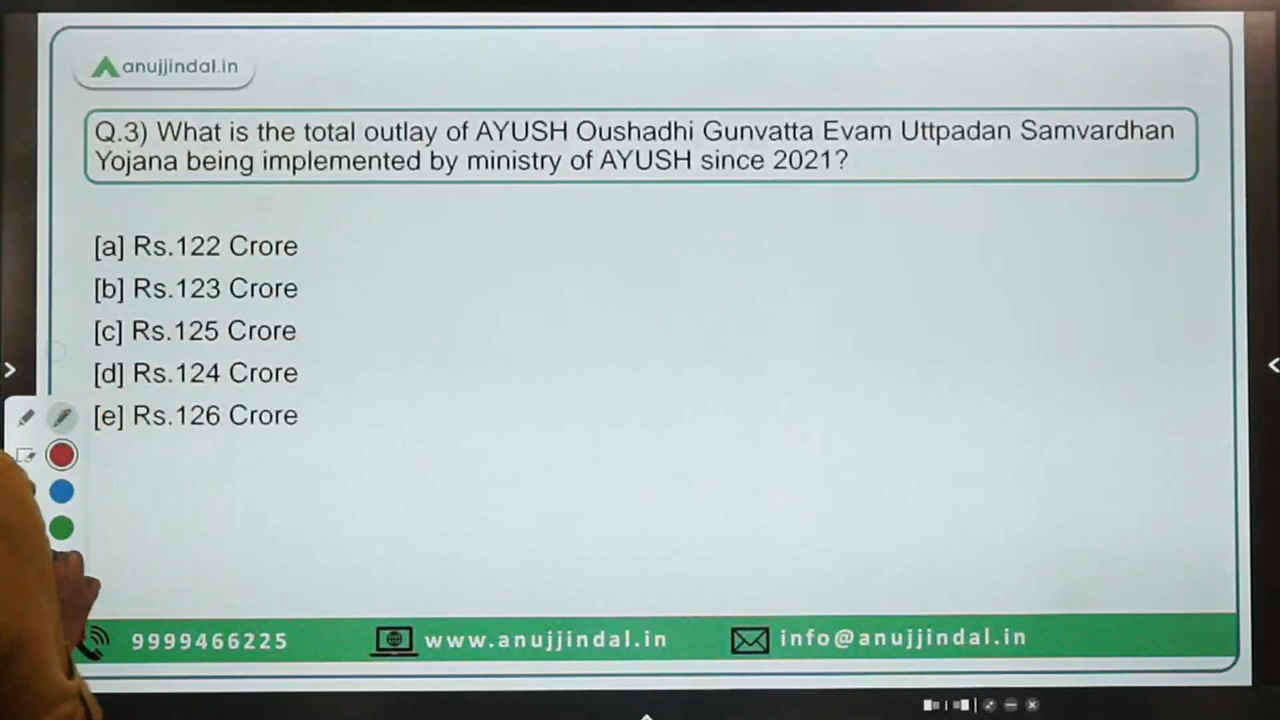 anujjindal.in
Q.3) What is the total outlay of AYUSH Oushadhi Gunvatta Evam Uttpadan Samvardhan
Yojana being implemented by ministry of AYUSH since 2021?
[a] Rs.122 Crore
[b] Rs.123 Crore
[c] Rs.125 Crore
[d] Rs.124 Crore
[e] Rs.126 Crore
9999466225 www.anujjindal.in info@anujjindal.in